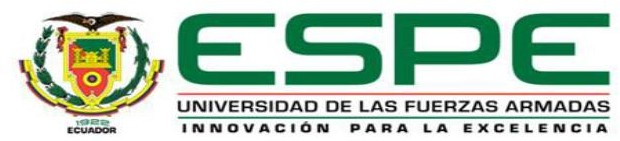 ESPE
UNIVERSIDAD DE LAS FUERZAS ARMADAS
INNOVACIÓN PARA LA EXCELENCIA
1922
ECUADOR